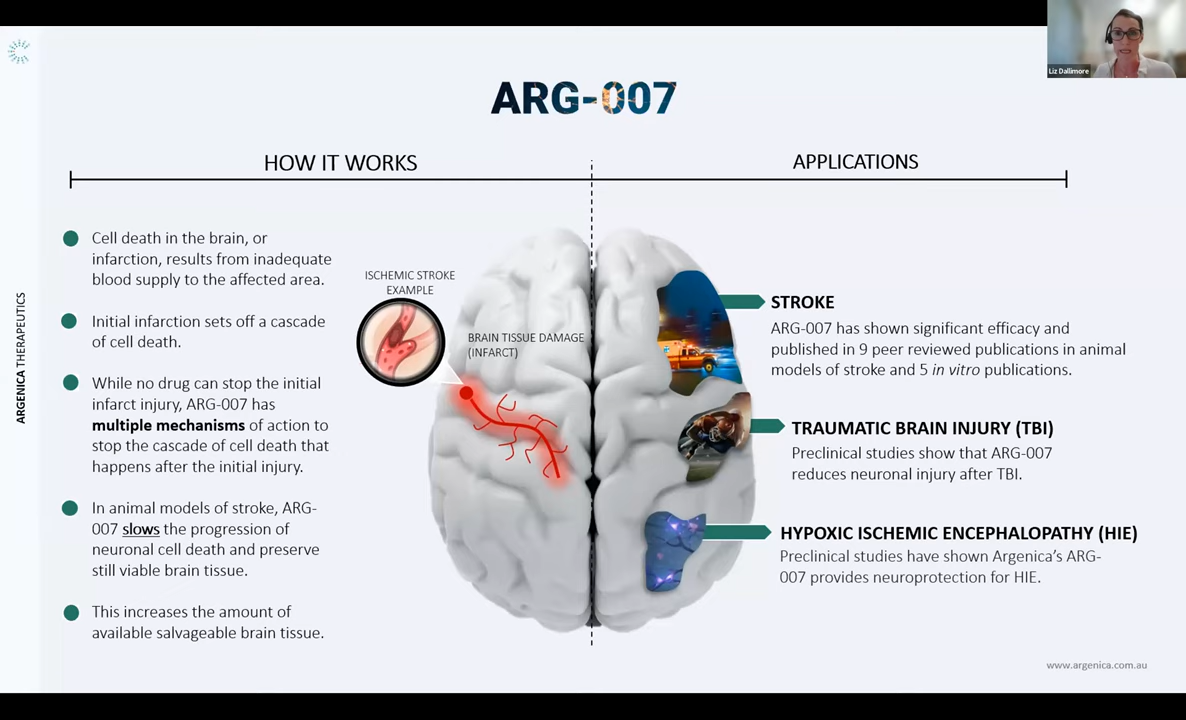 Liz Dallimore
ARG-007
HOW IT WORKS
APPLICATIONS
ARGENICA THERAPEUTICS
Cell death in the brain, or
infarction, results from inadequate
blood supply to the affected area.
Initial infarction sets off a cascade
of cell death.
While no drug can stop the initial
infarct injury, ARG-007 has
multiple mechanisms of action to
stop the cascade of cell death that
happens after the initial injury.
In animal models of stroke, ARG-
007 slows the progression of
neuronal cell death and preserve
still viable brain tissue.
This increases the amount of
available salvageable brain tissue.
ISCHEMIC STROKE
EXAMPLE
BRAIN TISSUE DAMAGE
(INFARCT)
STROKE
ARG-007 has shown significant efficacy and
published in 9 peer reviewed publications in animal
models of stroke and 5 in vitro publications.
TRAUMATIC BRAIN INJURY (TBI)
Preclinical studies show that ARG-007
reduces neuronal injury after TBI.
HYPOXIC ISCHEMIC ENCEPHALOPATHY (HIE)
Preclinical studies have shown Argenica’s ARG-
007 provides neuroprotection for HIE.
www.argenica.com.au